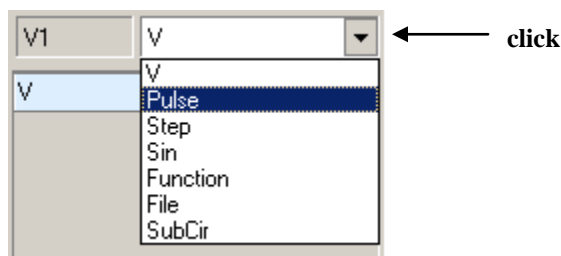 V1 V click
V V
Pulse
Step
Sin
Function
File
SubCir